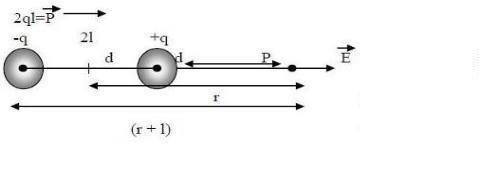 2ql=P
-q 2l +q
d d P E
r
(r + l)